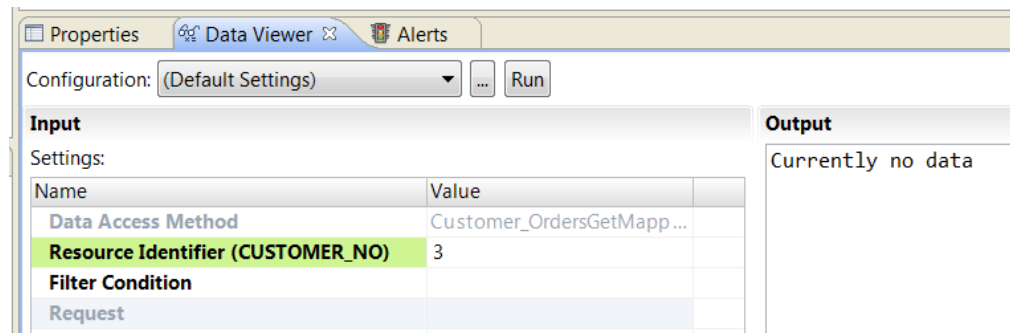 Properties Data Viewer Alerts
Configuration: (Default Settings) ... Run
Input
Settings:
Name Value
Data Access Method Customer_OrdersGetMapp...
Resource Identifier (CUSTOMER_NO) 3
Filter Condition
Request
Output
Currently no data